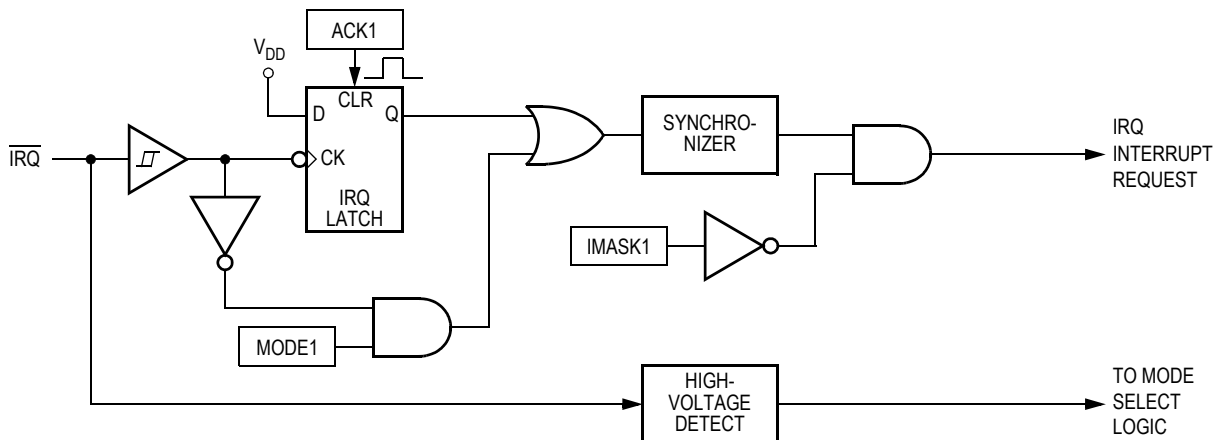 ACK1
V_DD
CLR
D
Q
IRQ
CK
IRQ
LATCH
SYNCHRO-
NIZER
IRQ
INTERRUPT
REQUEST
IMASK1
MODE1
HIGH-
VOLTAGE
DETECT
TO MODE
SELECT
LOGIC